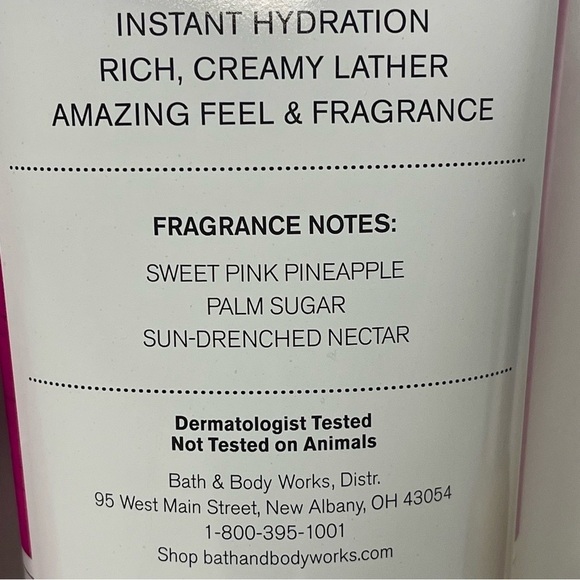 INSTANT HYDRATION
RICH, CREAMY LATHER
AMAZING FEEL & FRAGRANCE
FRAGRANCE NOTES:
SWEET PINK PINEAPPLE
PALM SUGAR
SUN-DRENCHED NECTAR
Dermatologist Tested
Not Tested on Animals
Bath & Body Works, Distr.
95 West Main Street, New Albany, OH 43054
1-800-395-1001
Shop bathandbodyworks.com